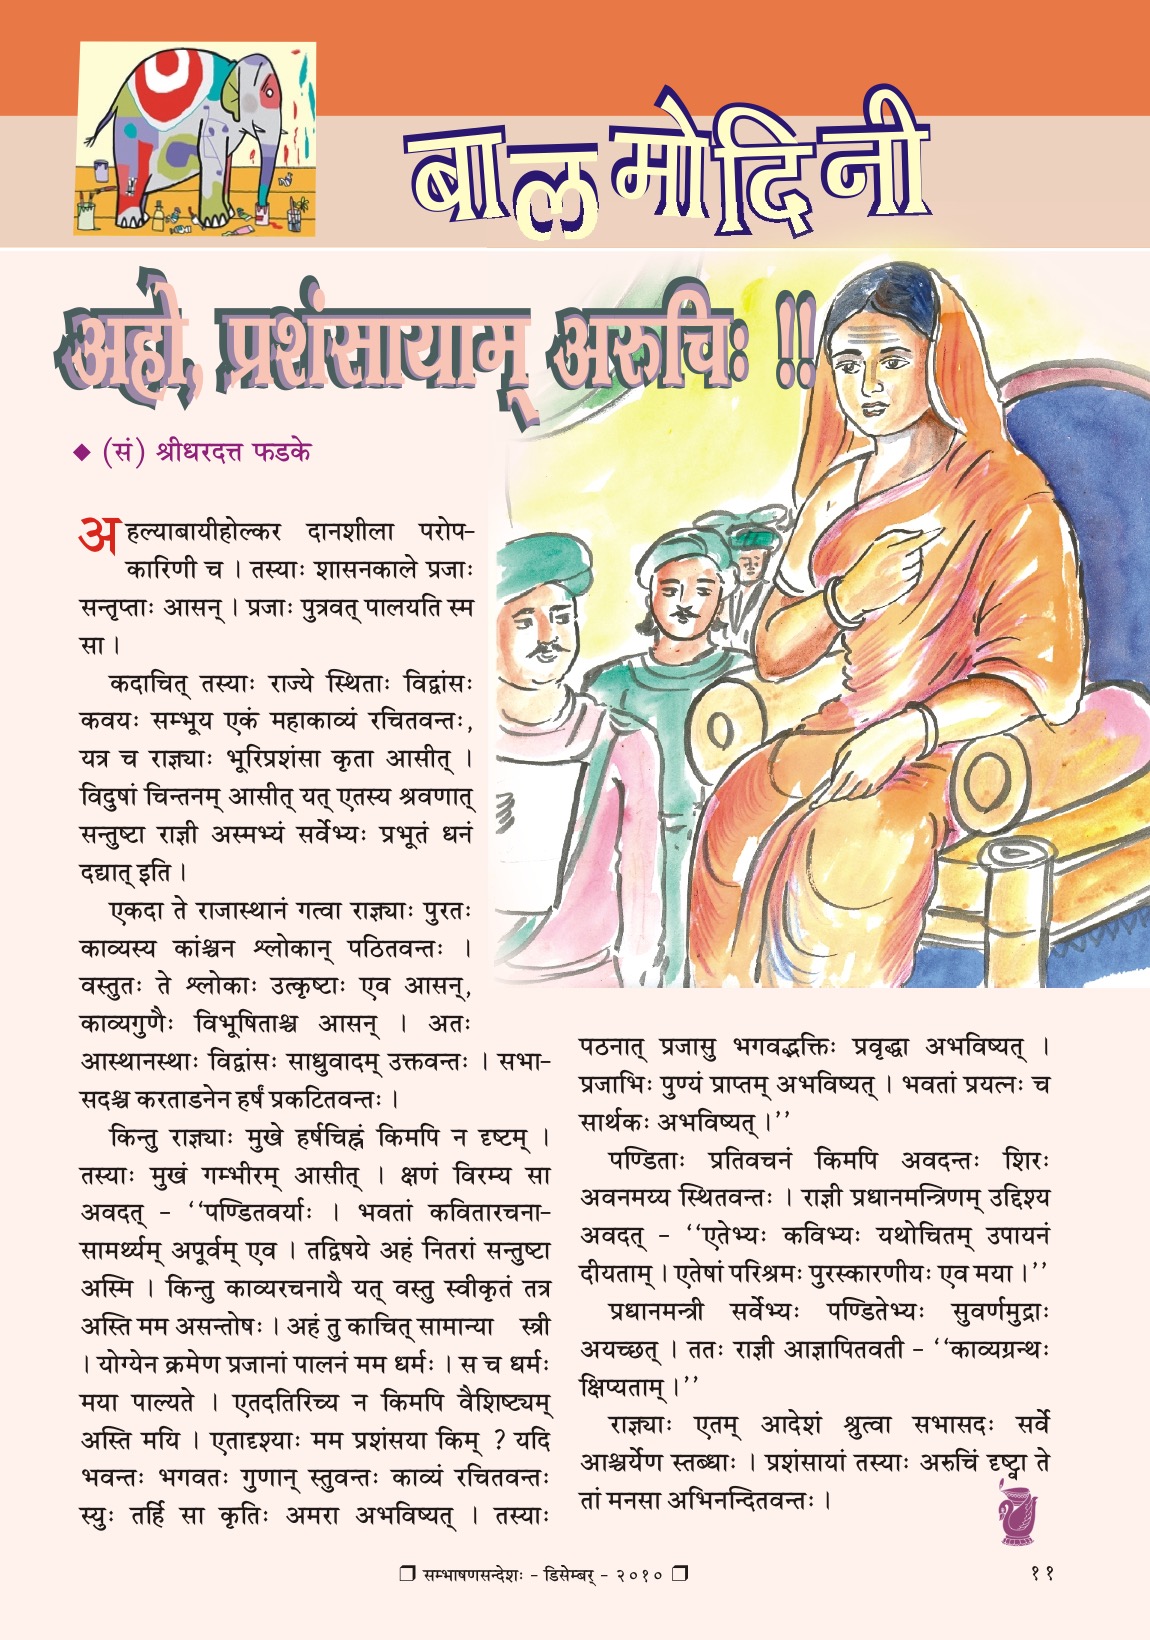 बालमोदिनी
अहो, प्रशंसायाम् अरुचिः !!
◆ (सं) श्रीधरदत्त फडके
अहल्याबायीहोल्कर दानशीला परोप-
कारिणी च । तस्याः शासनकाले प्रजाः
सन्तृप्ताः आसन् । प्रजाः पुत्रवत् पालयति स्म
सा ।
कदाचित् तस्याः राज्ये स्थिताः विद्वांसः
कवयः सम्भूय एकं महाकाव्यं रचितवन्तः,
यत्र च राज्ञ्याः भूरिप्रशंसा कृता आसीत् ।
विदुषां चिन्तनम् आसीत् यत् एतस्य श्रवणात्
सन्तुष्टा राज्ञी अस्मभ्यं सर्वेभ्यः प्रभूतं धनं
दद्यात् इति ।
एकदा ते राजास्थानं गत्वा राज्ञ्याः पुरतः
काव्यस्य कांश्चन श्लोकान् पठितवन्तः ।
वस्तुतः ते श्लोकाः उत्कृष्टाः एव आसन्,
काव्यगुणैः विभूषिताश्च आसन् । अतः
आस्थानस्थाः विद्वांसः साधुवादम् उक्तवन्तः । सभा-
सदश्च करताडनेन हर्षं प्रकटितवन्तः ।
किन्तु राज्ञ्याः मुखे हर्षचिह्नं किमपि न दृष्टम् ।
तस्याः मुखं गम्भीरम् आसीत् । क्षणं विरम्य सा
अवदत् - ‘‘पण्डितवर्याः । भवतां कवितारचना-
सामर्थ्यम् अपूर्वम् एव । तद्विषये अहं नितरां सन्तुष्टा
अस्मि । किन्तु काव्यरचनायै यत् वस्तु स्वीकृतं तत्र
अस्ति मम असन्तोषः । अहं तु काचित् सामान्या स्त्री
। योग्येन क्रमेण प्रजानां पालनं मम धर्मः । स च धर्मः
मया पाल्यते । एतदतिरिच्य न किमपि वैशिष्ट्यम्
अस्ति मयि । एतादृश्याः मम प्रशंसया किम् ? यदि
भवन्तः भगवतः गुणान् स्तुवन्तः काव्यं रचितवन्तः
स्युः तर्हि सा कृतिः अमरा अभविष्यत् । तस्याः
पठनात् प्रजासु भगवद्भक्तिः प्रवृद्धा अभविष्यत् ।
प्रजाभिः पुण्यं प्राप्तम् अभविष्यत् । भवतां प्रयत्नः च
सार्थकः अभविष्यत् ।’’
पण्डिताः प्रतिवचनं किमपि अवदन्तः शिरः
अवनमय्य स्थितवन्तः । राज्ञी प्रधानमन्त्रिणम् उद्दिश्य
अवदत् - ‘‘एतेभ्यः कविभ्यः यथोचितम् उपायनं
दीयताम् । एतेषां परिश्रमः पुरस्कारणीयः एव मया ।’’
प्रधानमन्त्री सर्वेभ्यः पण्डितेभ्यः सुवर्णमुद्राः
अयच्छत् । ततः राज्ञी आज्ञापितवती - ‘‘काव्यग्रन्थः
क्षिप्यताम् ।’’
राज्ञ्याः एतम् आदेशं श्रुत्वा सभासदः सर्वे
आश्चर्येण स्तब्धाः । प्रशंसायां तस्याः अरुचिं दृष्ट्वा ते
तां मनसा अभिनन्दितवन्तः ।
❐ सम्भाषणसन्देशः - डिसेम्बर् - २०१० ❐ ११